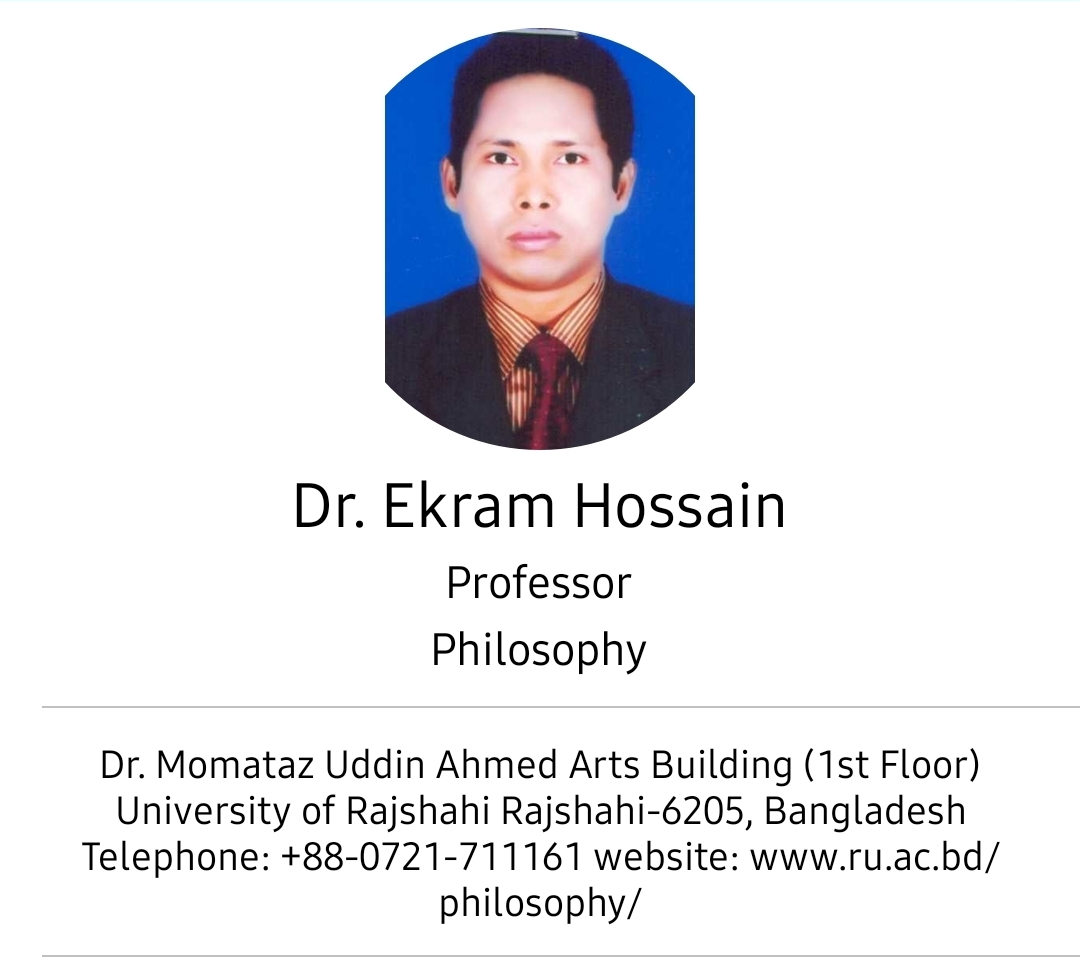 Dr. Ekram Hossain
Professor
Philosophy
Dr. Momataz Uddin Ahmed Arts Building (1st Floor)
University of Rajshahi Rajshahi-6205, Bangladesh
Telephone: +88-0721-711161 website: www.ru.ac.bd/
philosophy/